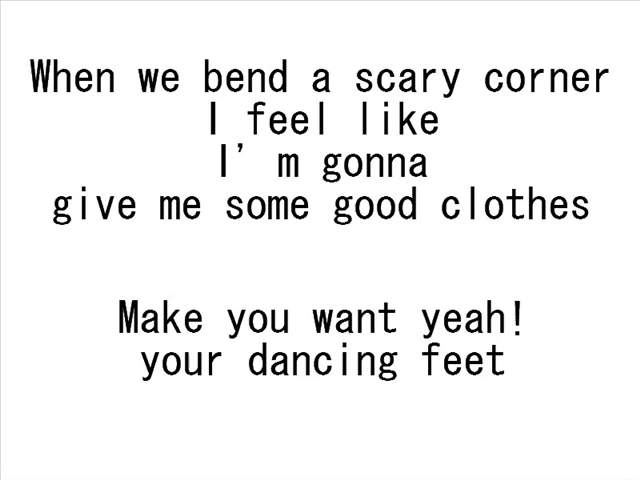 When we bend a scary corner
I feel like
I'm gonna
give me some good clothes
Make you want yeah!
your dancing feet